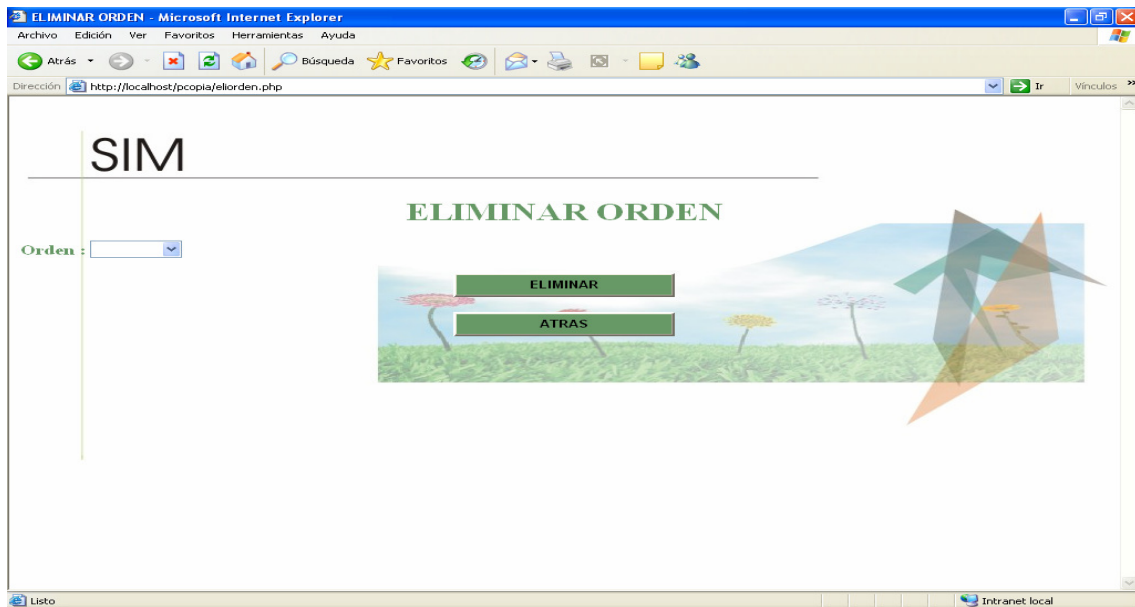 ELIMINAR ORDEN - Microsoft Internet Explorer
Archivo Edición Ver Favoritos Herramientas Ayuda
Atrás Búsqueda Favoritos
Dirección http://localhost/pcopia/eliorden.php Ir Vínculos »
SIM
ELIMINAR ORDEN
Orden :
ELIMINAR
ATRAS
Listo Intranet local